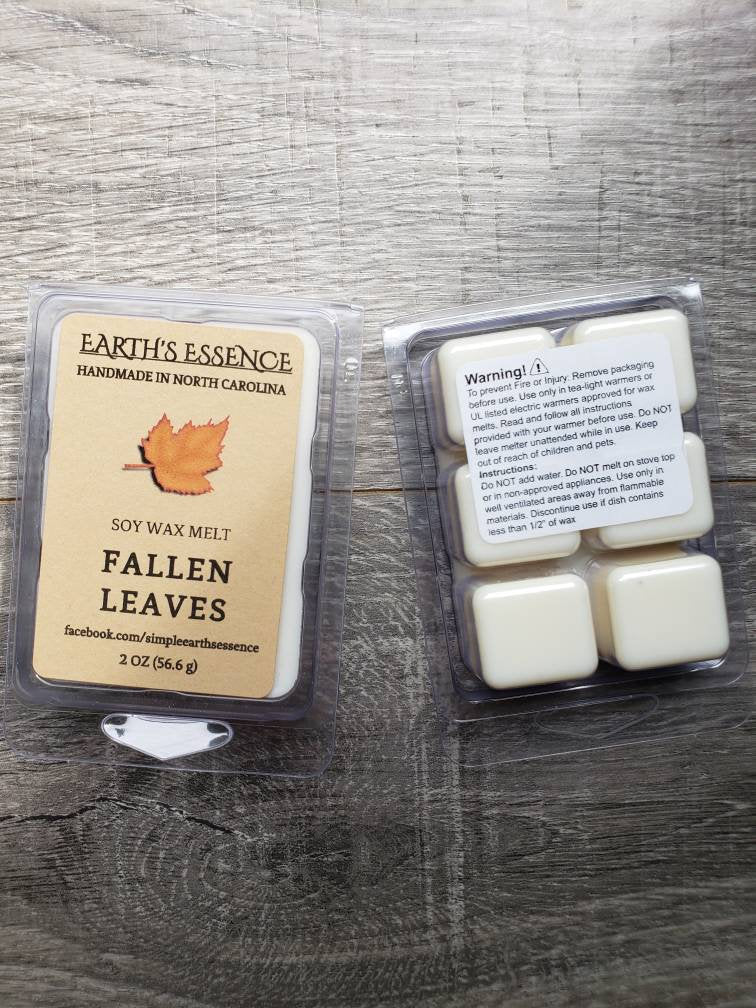 EARTH'S ESSENCE
HANDMADE IN NORTH CAROLINA
SOY WAX MELT
FALLEN
LEAVES
facebook.com/simpleearthsessence
2 OZ (56.6 g)
Warning!
To prevent Fire or Injury: Remove packaging
before use. Use only in tea-light warmers or
UL listed electric warmers approved for wax
melts. Read and follow all instructions
provided with your warmer before use. Do NOT
leave melter unattended while in use. Keep
out of reach of children and pets.
Instructions:
Do NOT add water. Do NOT melt on stove top
or in non-approved appliances. Use only in
well ventilated areas away from flammable
materials. Discontinue use if dish contains
less than 1/2" of wax